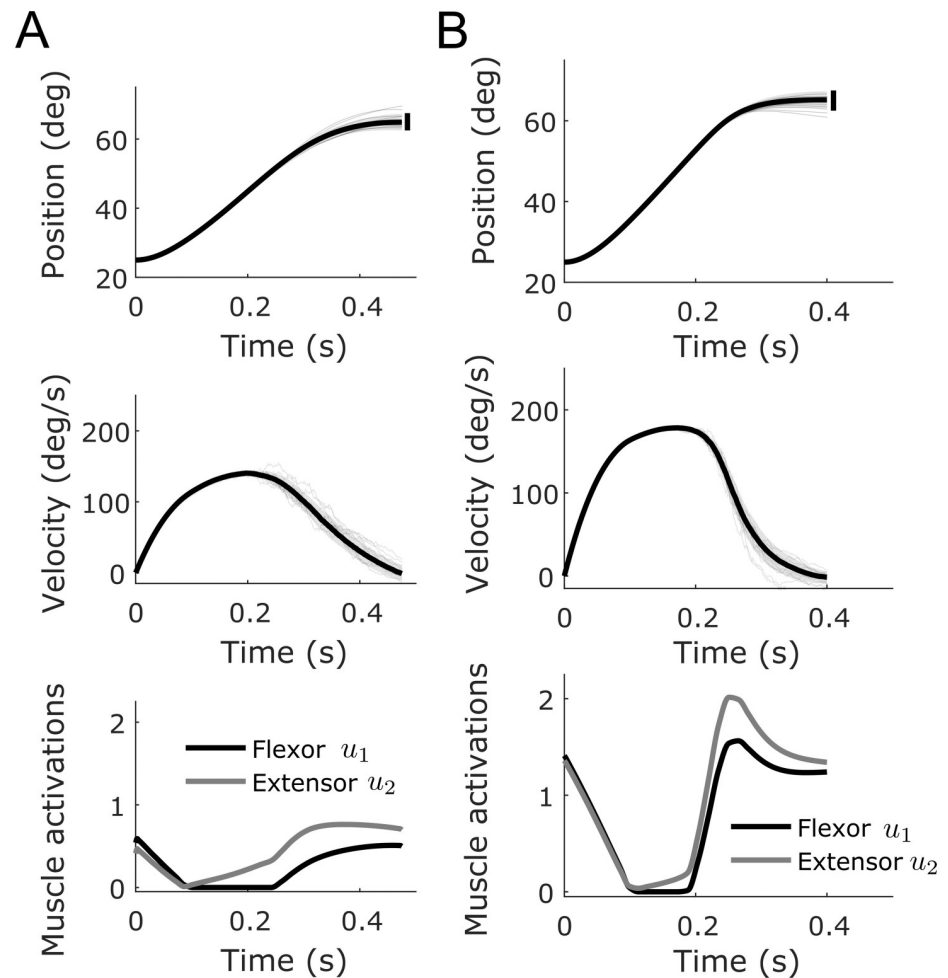 A
Position (deg)
60
40
20
0
0.2
0.4
Time (s)
Velocity (deg/s)
200
100
0
0
0.2
0.4
Time (s)
Muscle activations
2
1
0
Flexor u1
Extensor u2
0
0.2
0.4
Time (s)
B
Position (deg)
60
40
20
0
0.2
0.4
Time (s)
Velocity (deg/s)
200
100
0
0
0.2
0.4
Time (s)
Muscle activations
2
1
0
Flexor u1
Extensor u2
0
0.2
0.4
Time (s)